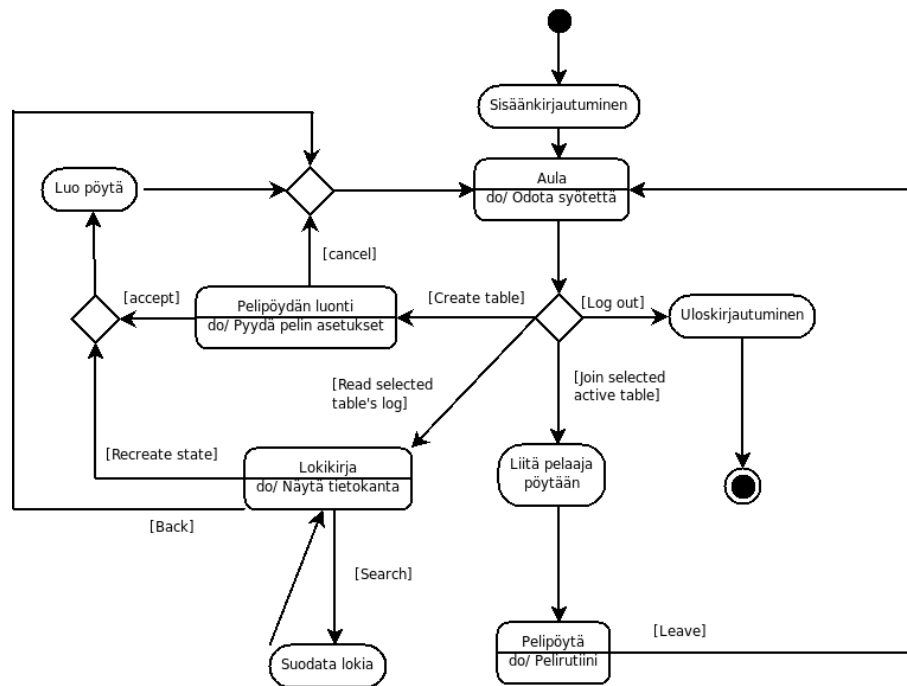 Sisäänkirjautuminen
Aula
do/ Odota syötettä
Luo pöytä
[cancel]
[accept]
Pelipöydän luonti
do/ Pyydä pelin asetukset
[Create table]
[Log out]
Uloskirjautuminen
[Read selected
table's log]
[Join selected
active table]
[Recreate state]
Lokikirja
do/ Näytä tietokanta
Liitä pelaaja
pöytään
[Back]
[Search]
Suodata lokia
Pelipöytä
do/ Pelirutiini
[Leave]